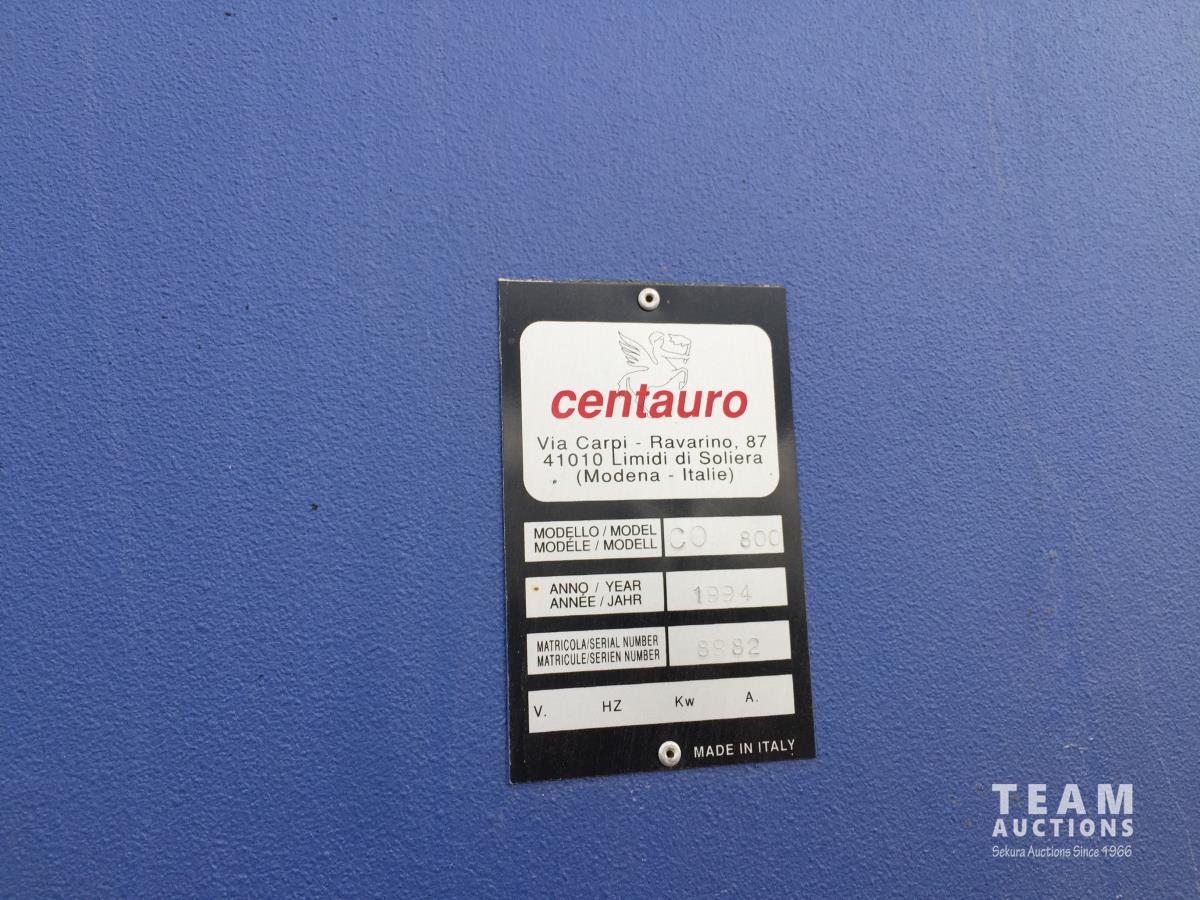 centauro
Via Carpi - Ravarino, 87
41010 Limidi di Soliera
(Modena - Italie)
MODELLO / MODEL
MODÉLE / MODELL
CO 800
ANNO / YEAR
ANNÉE / JAHR
1994
MATRICOLA/SERIAL NUMBER
MATRICULE/SERIEN NUMBER
8982
V. HZ Kw A.
MADE IN ITALY
TEAM
AUCTIONS
Sekura Auctions Since 1966